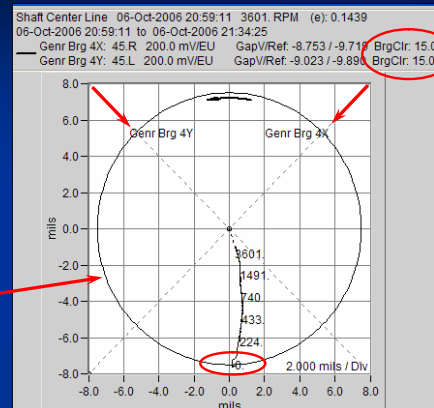 Shaft Center Line 06-Oct-2006 20:59:11 3601. RPM (e): 0.1439
06-Oct-2006 20:59:11 to 06-Oct-2006 21:34:25
Genr Brg 4X: 45.R 200.0 mV/EU GapV/Ref: -8.753 / -9.719 BrgClr: 15.0
Genr Brg 4Y: 45.L 200.0 mV/EU GapV/Ref: -9.023 / -9.890 BrgClr: 15.0
8.0
6.0
Genr Brg 4Y Genr Brg 4X
4.0
2.0
mils
0.0
3601.
-2.0
1491.
740.
-4.0
433.
224.
-6.0
0.
2.000 mils / Div
-8.0
-8.0 -6.0 -4.0 -2.0 0.0 2.0 4.0 6.0 8.0
mils